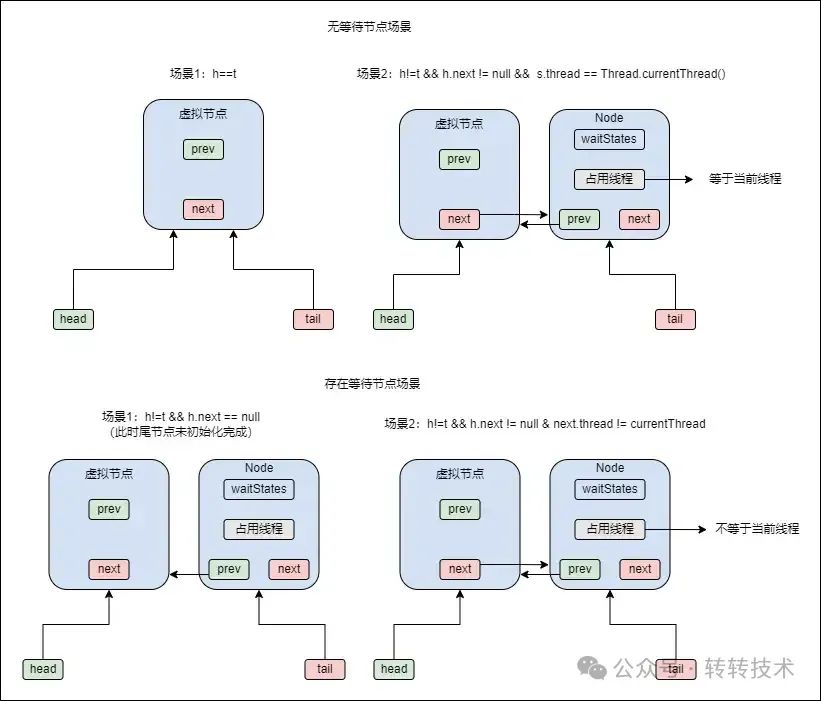 无等待节点场景
场景1：h==t
场景2：h!=t && h.next != null && s.thread == Thread.currentThread()
虚拟节点
prev
next
head
tail
虚拟节点
prev
next
Node
waitStates
占用线程
等于当前线程
prev
next
head
tail
存在等待节点场景
场景1：h!=t && h.next == null
（此时尾节点未初始化完成）
场景2：h!=t && h.next != null & next.thread != currentThread
虚拟节点
prev
next
Node
waitStates
占用线程
prev
next
head
tail
虚拟节点
prev
next
Node
waitStates
占用线程
不等于当前线程
prev
next
head
tail
公众号 · 转转技术